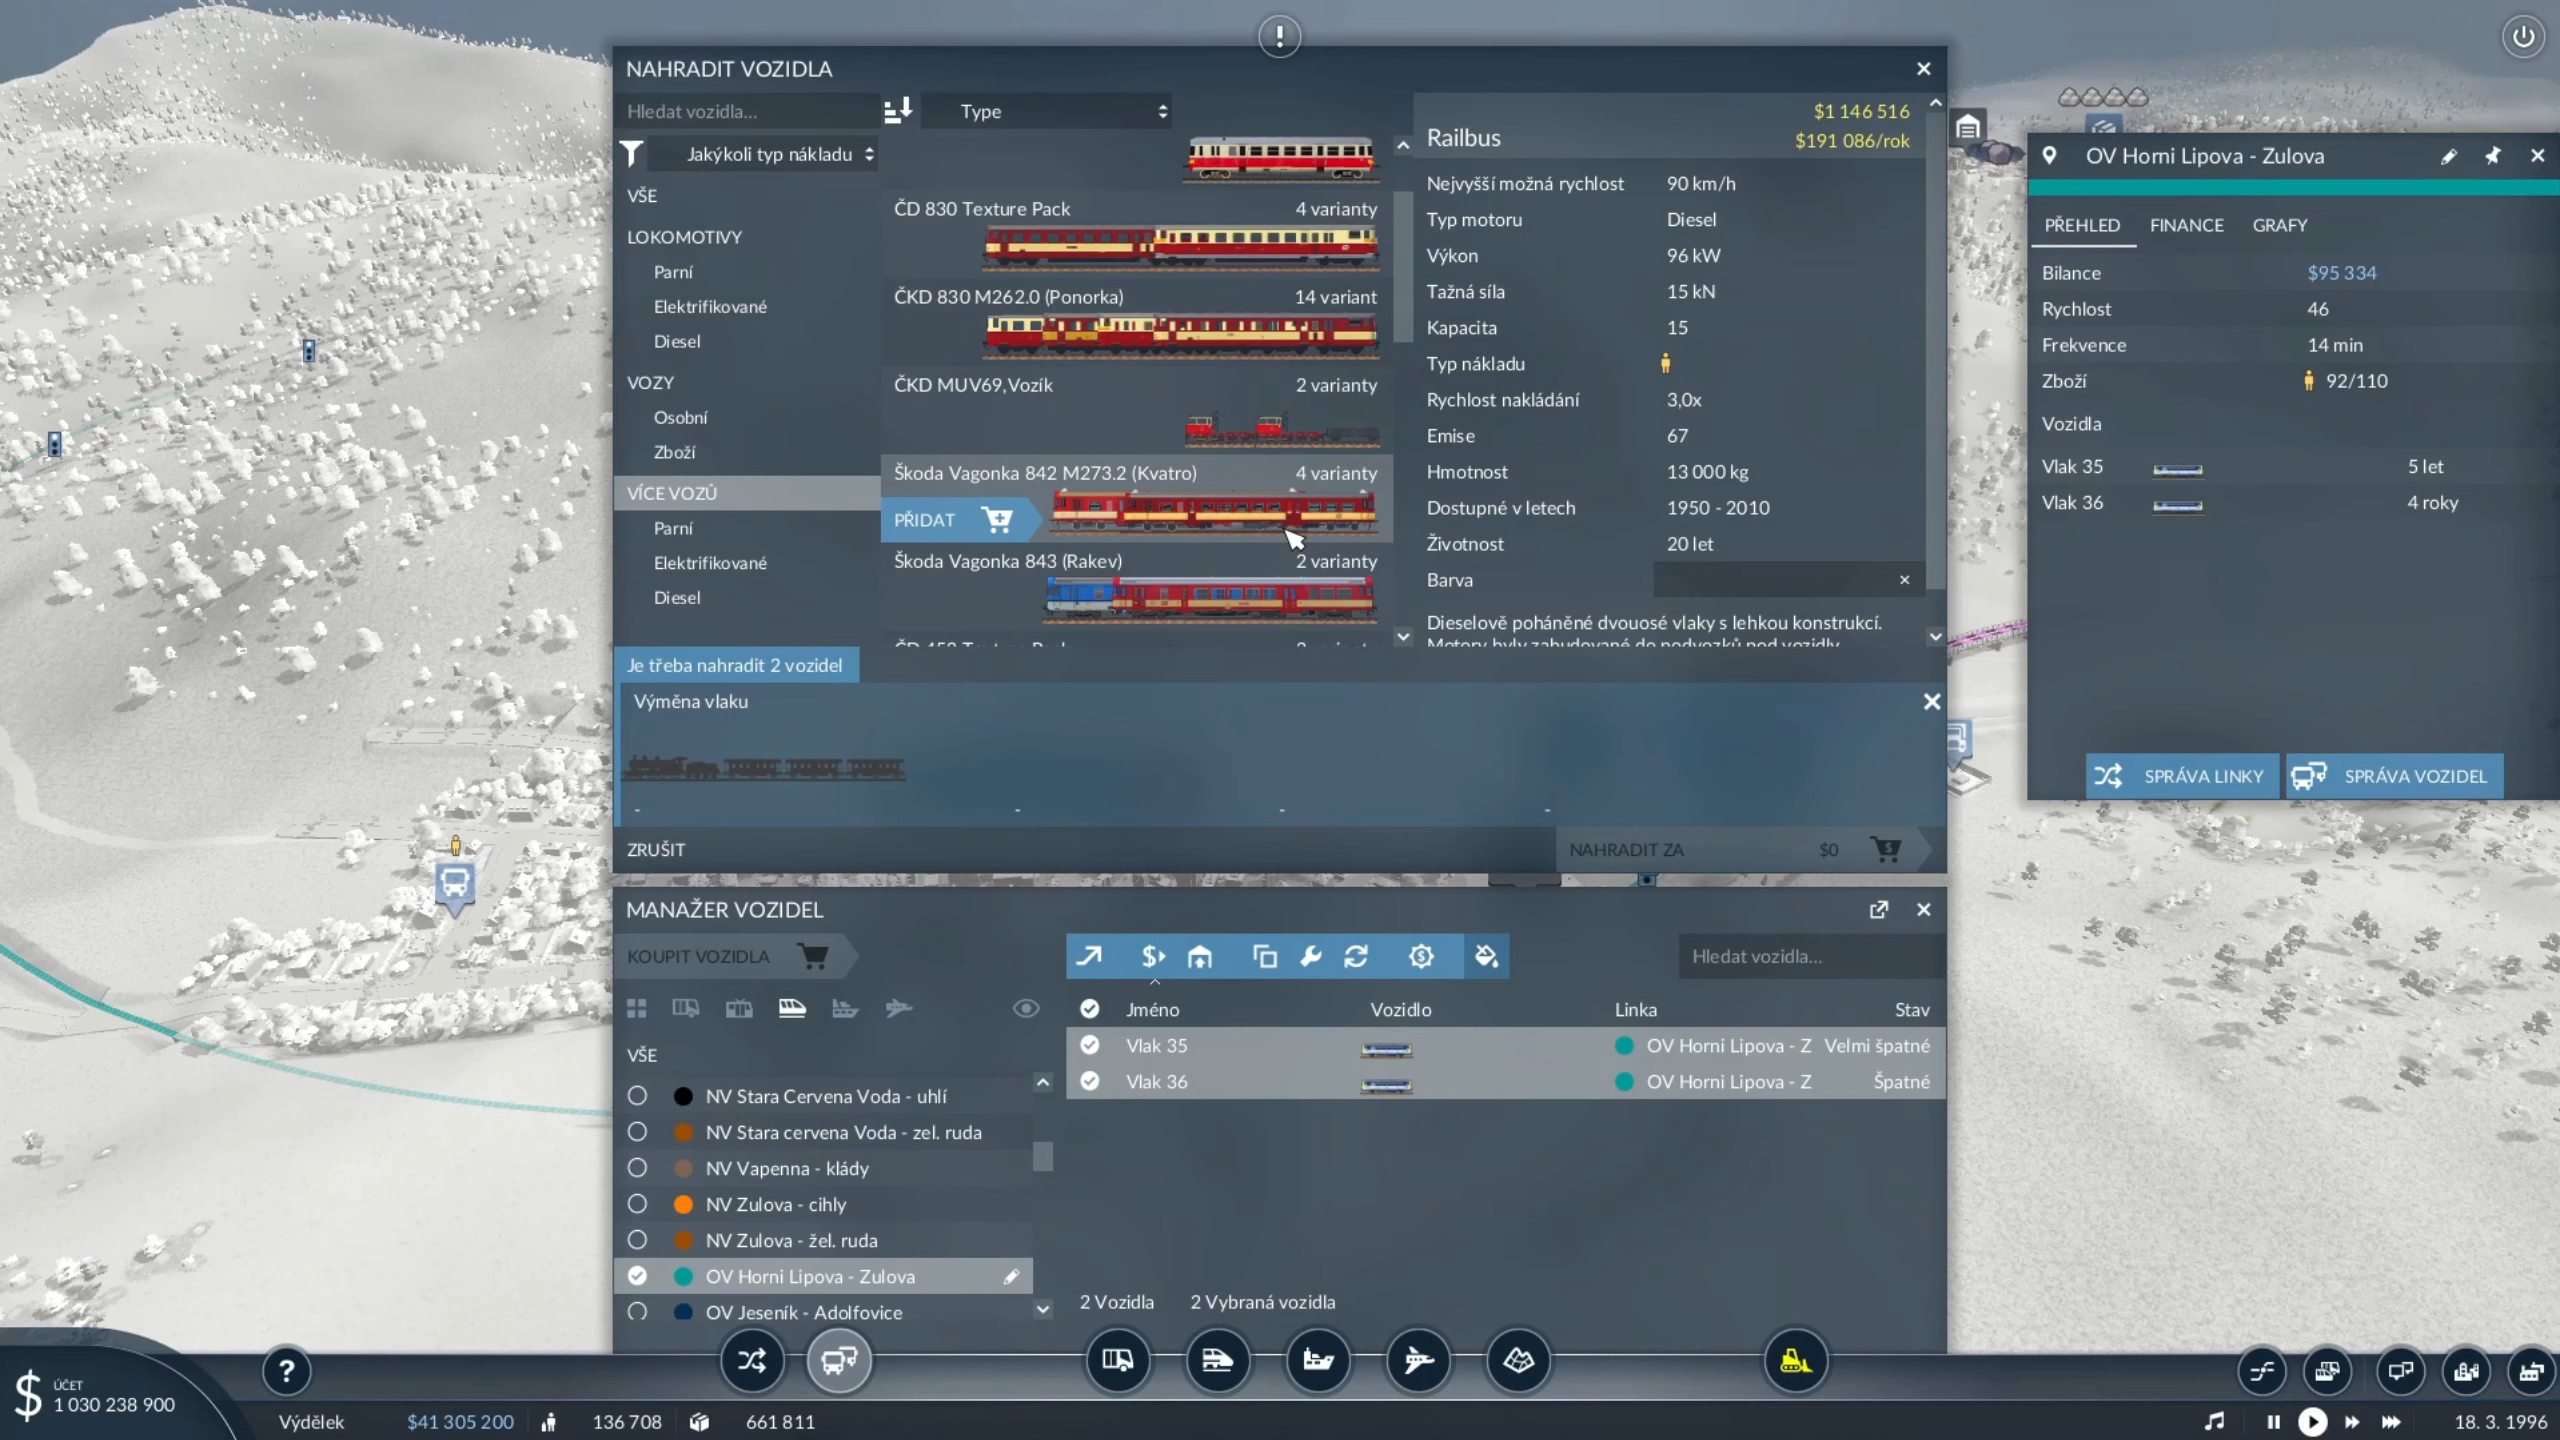 NAHRADIT VOZIDLA
Hledat vozidla...
Type
Jakýkoli typ nákladu
VŠE
LOKOMOTIVY
Parní
Elektrifikované
Diesel
VOZY
Osobní
Zboží
VÍCE VOZŮ
Parní
Elektrifikované
Diesel
ČD 830 Texture Pack 4 varianty
ČKD 830 M262.0 (Ponorka) 14 variant
ČKD MUV69,Vozík 2 varianty
Škoda Vagonka 842 M273.2 (Kvatro) 4 varianty
PŘIDAT
Škoda Vagonka 843 (Rakev) 2 varianty
$1 146 516
Railbus
$191 086/rok
Nejvyšší možná rychlost 90 km/h
Typ motoru Diesel
Výkon 96 kW
Tažná síla 15 kN
Kapacita 15
Typ nákladu
Rychlost nakládání 3,0x
Emise 67
Hmotnost 13 000 kg
Dostupné v letech 1950 - 2010
Životnost 20 let
Barva
Dieselově poháněné dvouosé vlaky s lehkou konstrukcí.
Motory byly zabudované do podvozků pod vozidly
Je třeba nahradit 2 vozidel
Výměna vlaku
- - - -
ZRUŠIT
NAHRADIT ZA $0
OV Horni Lipova - Zulova
PŘEHLED FINANCE GRAFY
Bilance $95 334
Rychlost 46
Frekvence 14 min
Zboží 92/110
Vozidla
Vlak 35 5 let
Vlak 36 4 roky
SPRÁVA LINKY
SPRÁVA VOZIDEL
MANAŽER VOZIDEL
KOUPIT VOZIDLA
Hledat vozidla...
VŠE
NV Stara Cervena Voda - uhlí
NV Stara cervena Voda - zel. ruda
NV Vapenna - klády
NV Zulova - cihly
NV Zulova - žel. ruda
OV Horni Lipova - Zulova
OV Jeseník - Adolfovice
Jméno Vozidlo Linka Stav
Vlak 35 OV Horni Lipova - Z Velmi špatné
Vlak 36 OV Horni Lipova - Z Špatné
2 Vozidla 2 Vybraná vozidla
ÚČET
1 030 238 900
Výdělek $41 305 200 136 708 661 811
18. 3. 1996